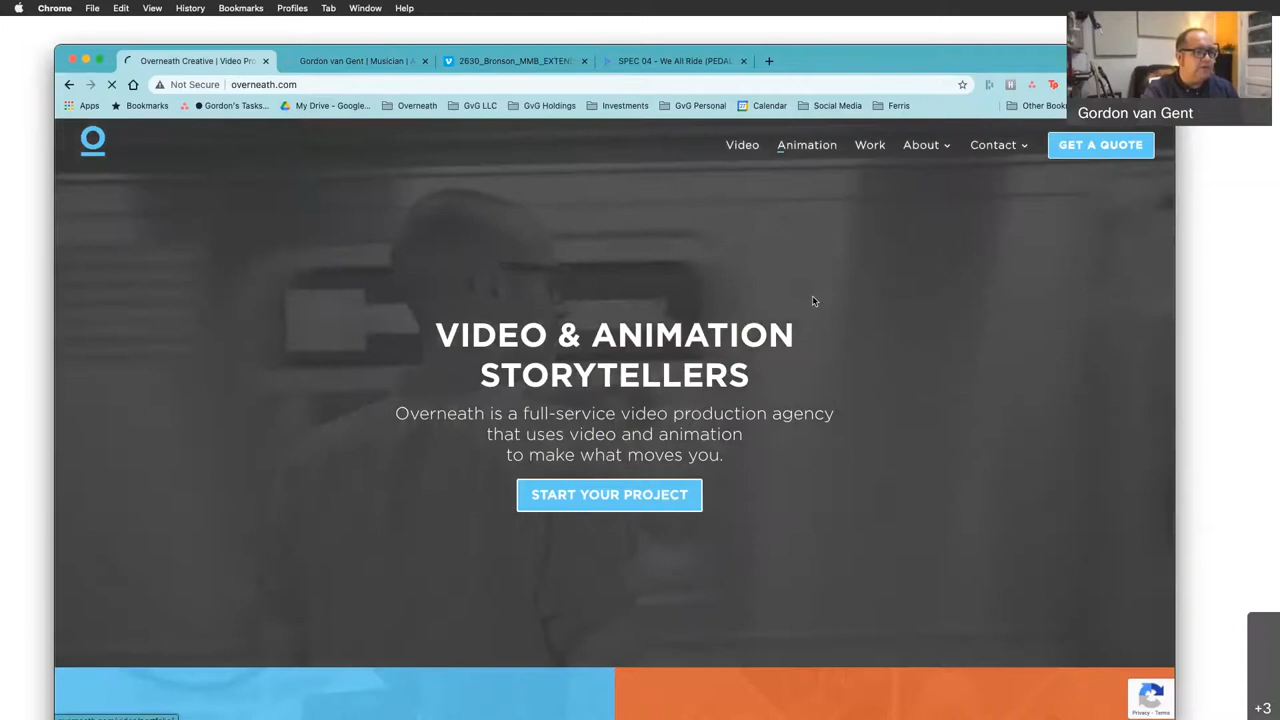 Chrome File Edit View History Bookmarks Profiles Tab Window Help
Overneath Creative | Video Pro
Gordon van Gent | Musician | A
2630_Bronson_MMB_EXTEN
SPEC 04 – We All Ride (PEDAL
Not Secure | overneath.com
Apps Bookmarks Gordon's Tasks... My Drive - Google... Overneath GvG LLC GvG Holdings Investments GvG Personal Calendar Social Media Ferris Other Book
Gordon van Gent
Video Animation Work About Contact GET A QUOTE
VIDEO & ANIMATION
STORYTELLERS
Overneath is a full-service video production agency
that uses video and animation
to make what moves you.
START YOUR PROJECT
Privacy - Terms
+3